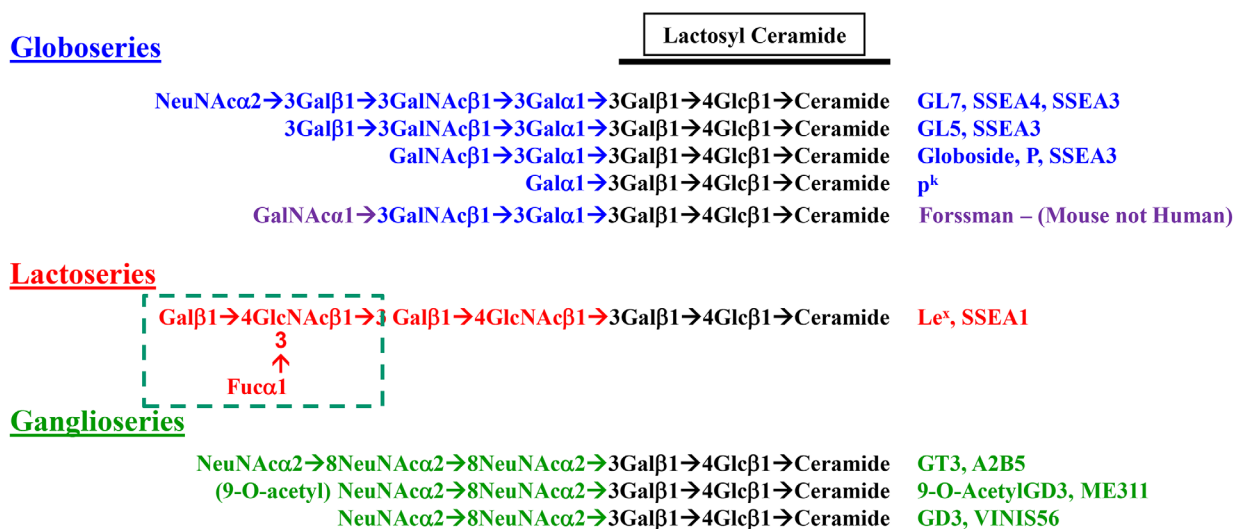 Lactosyl Ceramide
Globoseries
NeuNAcα2→3Galβ1→3GalNAcβ1→3Galα1→3Galβ1→4Glcβ1→Ceramide GL7, SSEA4, SSEA3
3Galβ1→3GalNAcβ1→3Galα1→3Galβ1→4Glcβ1→Ceramide GL5, SSEA3
GalNAcβ1→3Galα1→3Galβ1→4Glcβ1→Ceramide Globoside, P, SSEA3
Galα1→3Galβ1→4Glcβ1→Ceramide pᵏ
GalNAcα1→3GalNAcβ1→3Galα1→3Galβ1→4Glcβ1→Ceramide Forssman – (Mouse not Human)
Lactoseries
Galβ1→4GlcNAcβ1→3 Galβ1→4GlcNAcβ1→3Galβ1→4Glcβ1→Ceramide Leˣ, SSEA1
3
↑
Fucα1
Ganglioseries
NeuNAcα2→8NeuNAcα2→8NeuNAcα2→3Galβ1→4Glcβ1→Ceramide GT3, A2B5
(9-O-acetyl) NeuNAcα2→8NeuNAcα2→3Galβ1→4Glcβ1→Ceramide 9-O-AcetylGD3, ME311
NeuNAcα2→8NeuNAcα2→3Galβ1→4Glcβ1→Ceramide GD3, VINIS56